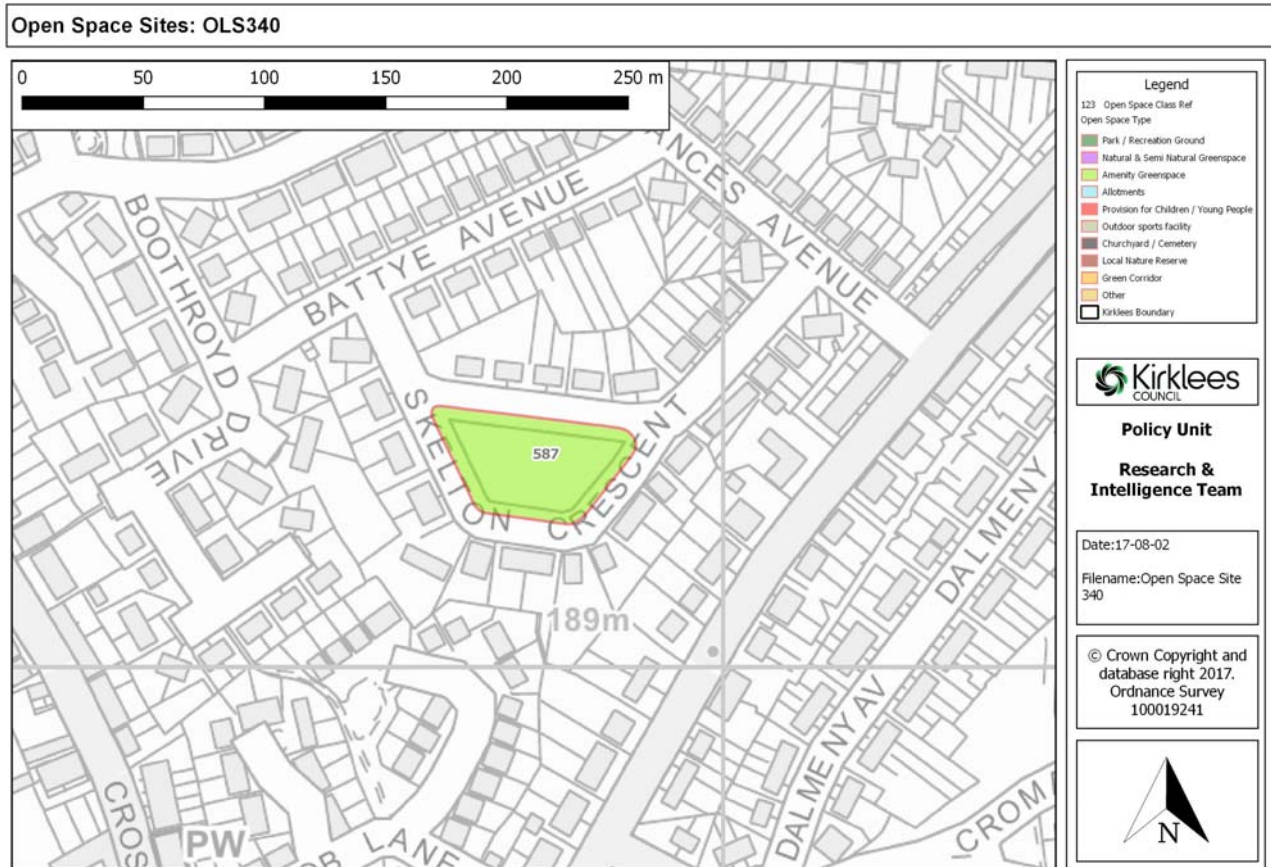 Open Space Sites: OLS340
0 50 100 150 200 250 m
ANCES AVENUE
BATTYE AVENUE
BOOTHROYD DRIVE
SKELTON CRESCENT
587
189m
DALMENY
DALMENY AV
CROM
CROS
PW
OB LANE
Legend
123 Open Space Class Ref
Open Space Type
Park / Recreation Ground
Natural & Semi Natural Greenspace
Amenity Greenspace
Allotments
Provision for Children / Young People
Outdoor sports facility
Churchyard / Cemetery
Local Nature Reserve
Green Corridor
Other
Kirklees Boundary
Kirklees
COUNCIL
Policy Unit
Research &
Intelligence Team
Date:17-08-02
Filename:Open Space Site
340
© Crown Copyright and
database right 2017.
Ordnance Survey
100019241
N